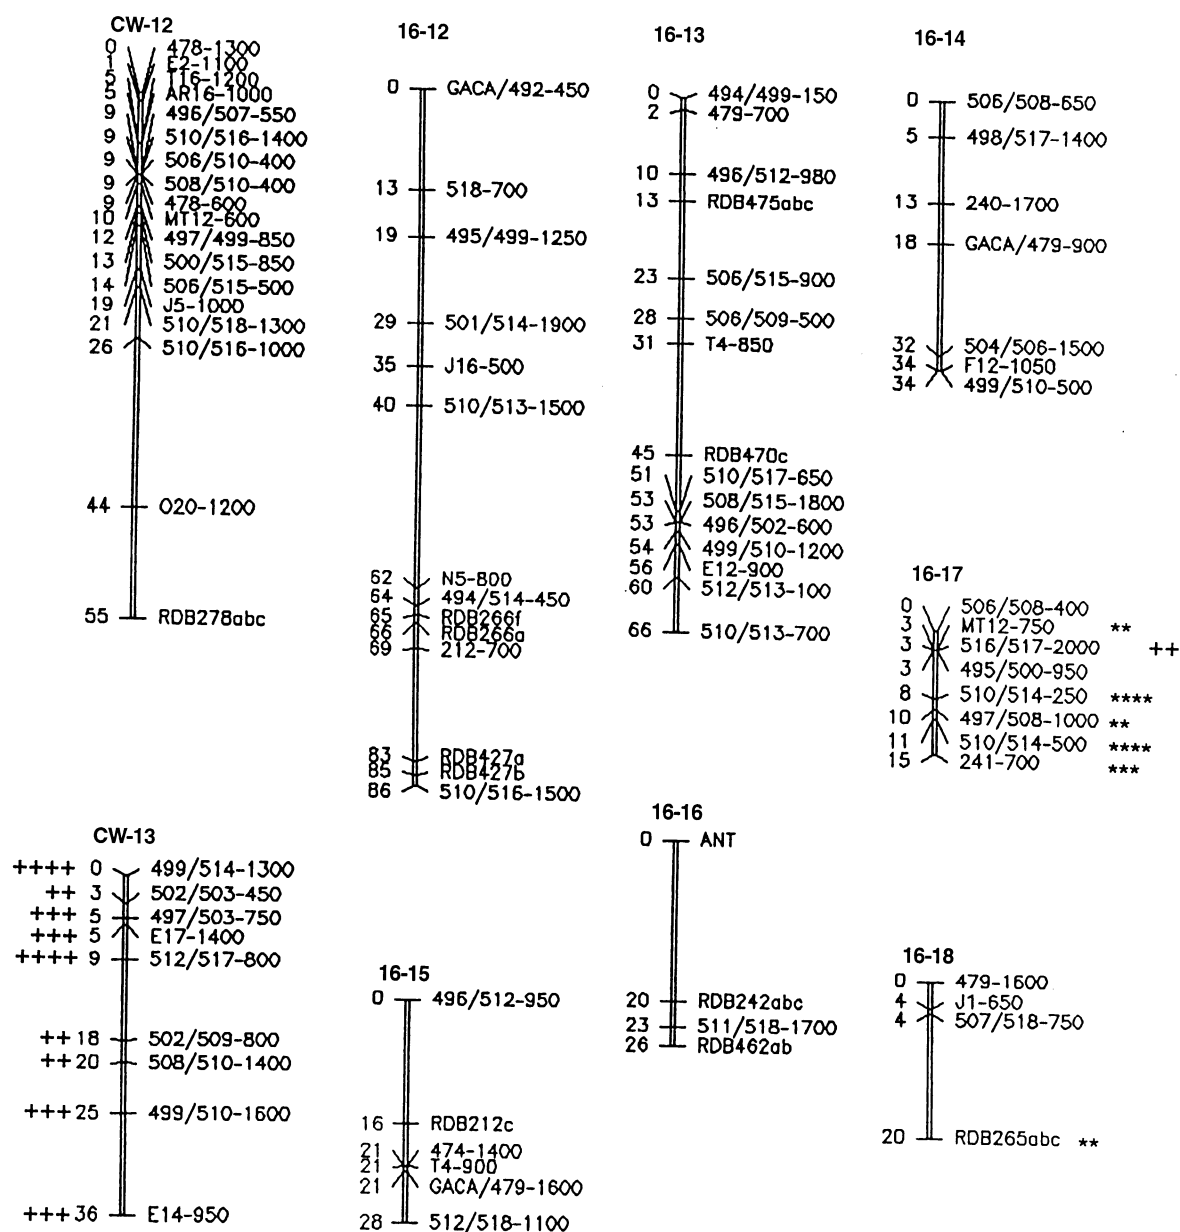 CW-12
0 478-1300
1 E2-1100
5 T16-1200
5 AR16-1000
9 496/507-550
9 510/516-1400
9 506/510-400
9 508/510-400
9 478-600
10 MT12-600
12 497/499-850
13 500/515-850
14 506/515-500
19 J5-1000
21 510/518-1300
26 510/516-1000
44 O20-1200
55 RDB278abc
16-12
0 GACA/492-450
13 518-700
19 495/499-1250
29 501/514-1900
35 J16-500
40 510/513-1500
62 N5-800
64 494/514-450
65 RDB266f
66 RDB266a
69 212-700
83 RDB427a
85 RDB427b
86 510/516-1500
16-13
0 494/499-150
2 479-700
10 496/512-980
13 RDB475abc
23 506/515-900
28 506/509-500
31 T4-850
45 RDB470c
51 510/517-650
53 508/515-1800
53 496/502-600
54 499/510-1200
56 E12-900
60 512/513-100
66 510/513-700
16-14
0 506/508-650
5 498/517-1400
13 240-1700
18 GACA/479-900
32 504/506-1500
34 F12-1050
34 499/510-500
16-17
0 506/508-400
3 MT12-750 **
3 516/517-2000 ++
3 495/500-950
8 510/514-250 ****
10 497/508-1000 **
11 510/514-500 ****
15 241-700 ***
CW-13
++++ 0 499/514-1300
++ 3 502/503-450
+++ 5 497/503-750
+++ 5 E17-1400
++++ 9 512/517-800
++ 18 502/509-800
++ 20 508/510-1400
+++ 25 499/510-1600
+++ 36 E14-950
16-15
0 496/512-950
16 RDB212c
21 474-1400
21 T4-900
21 GACA/479-1600
28 512/518-1100
16-16
0 ANT
20 RDB242abc
23 511/518-1700
26 RDB462ab
16-18
0 479-1600
4 J1-650
4 507/518-750
20 RDB265abc **